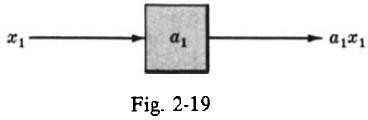 x₁ a₁ a₁x₁
Fig. 2-19